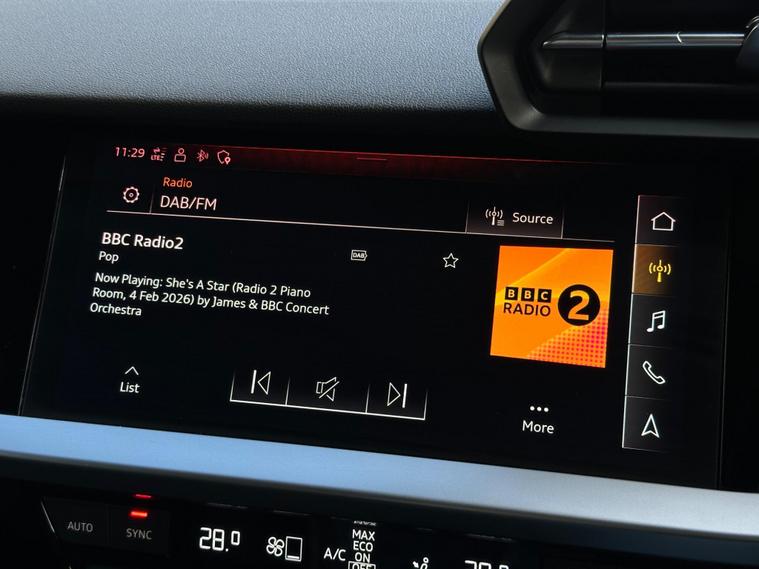 11:29 LTE
Radio
DAB/FM
Source
BBC Radio2
DAB
Pop
Now Playing: She's A Star (Radio 2 Piano
Room, 4 Feb 2026) by James & BBC Concert
Orchestra
BBC
RADIO 2
List
More
AUTO
SYNC
28.0
A/C
MAX
ECO
ON
OFF